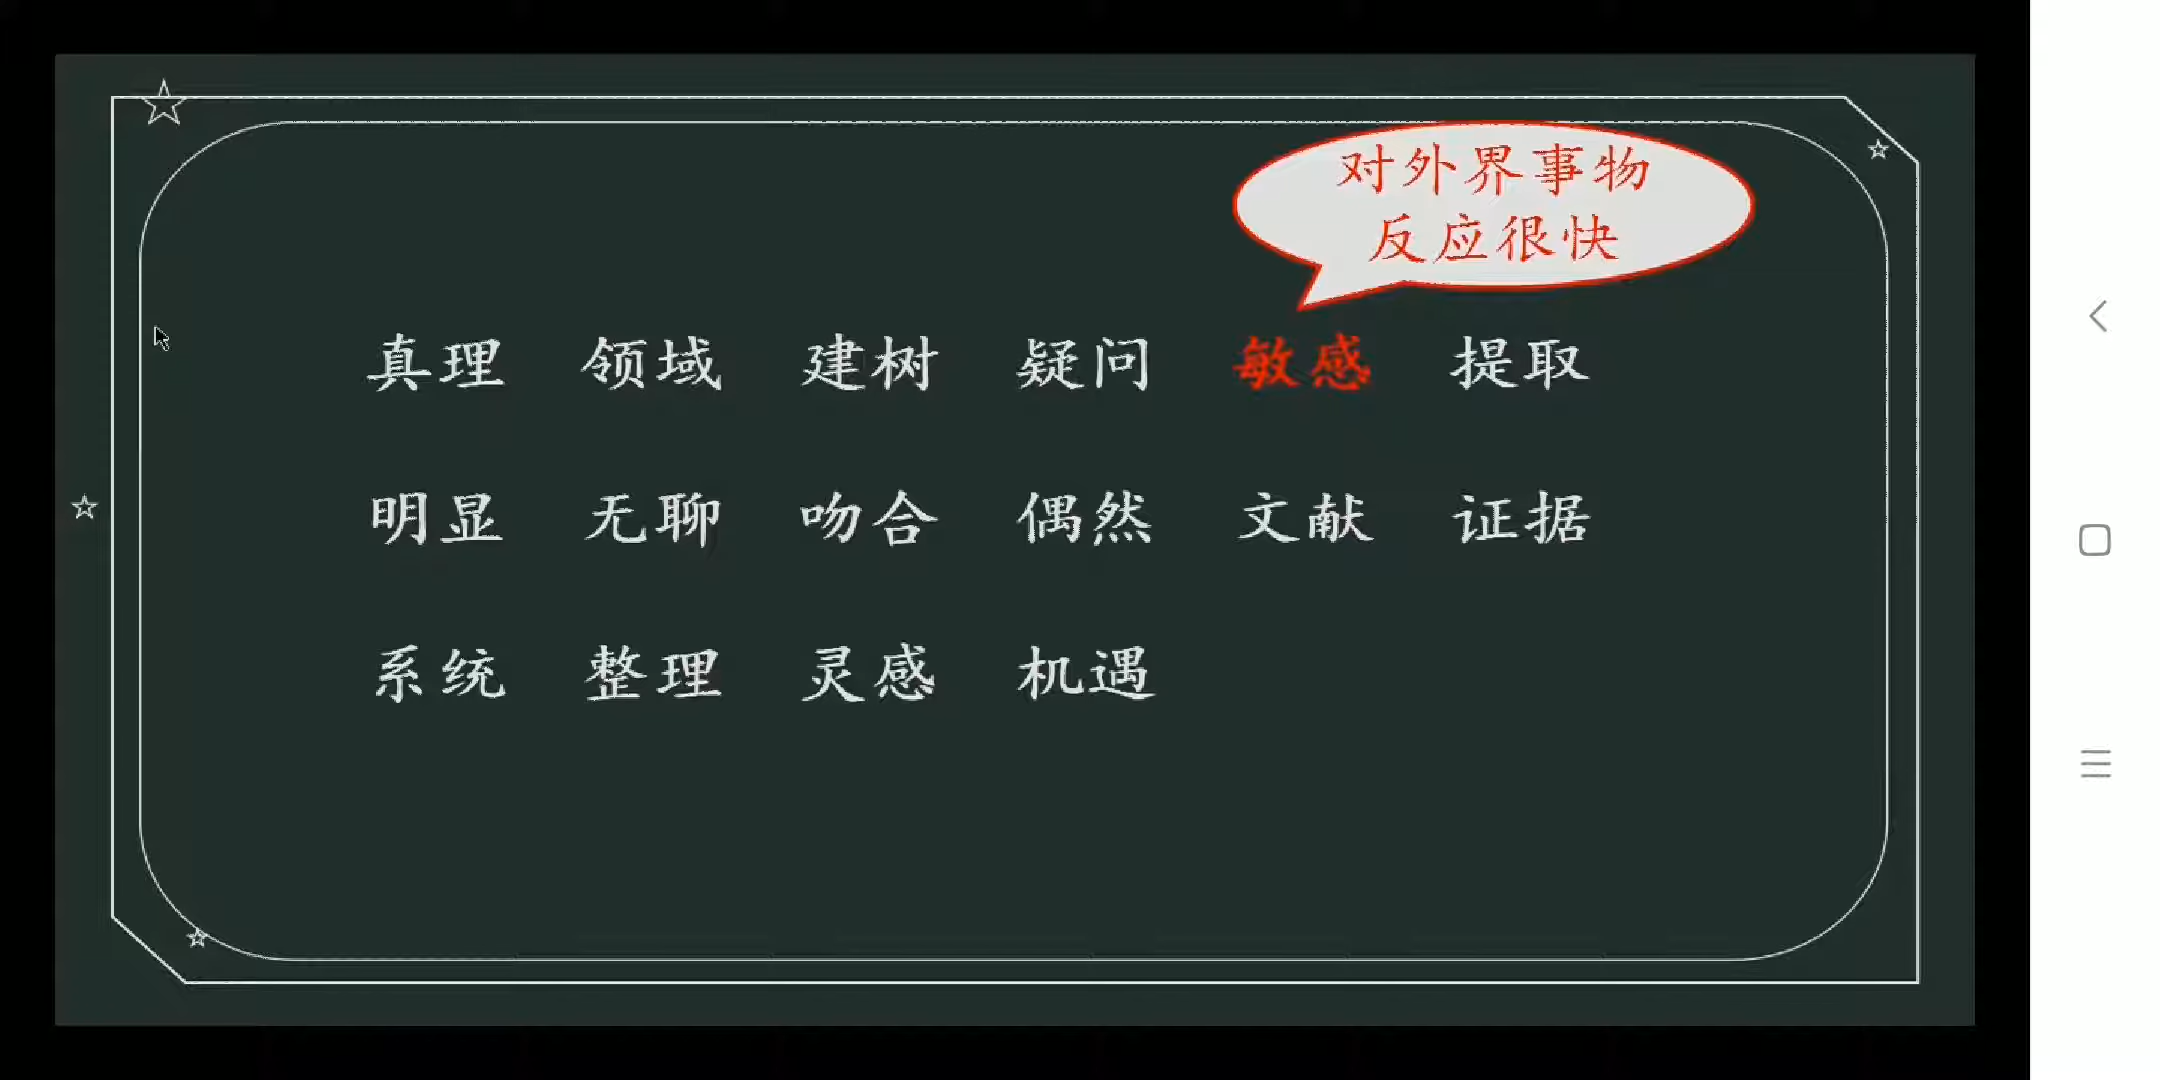 对外界事物
反应很快
真理 领域 建树 疑问 敏感 提取
明显 无聊 吻合 偶然 文献 证据
系统 整理 灵感 机遇